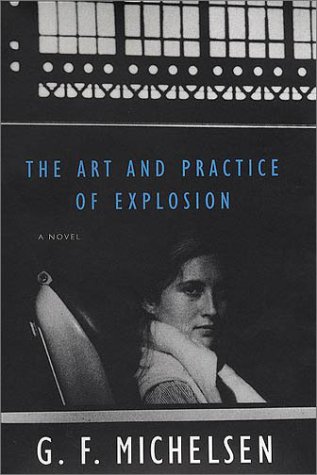 THE ART AND PRACTICE
OF EXPLOSION
A NOVEL
G. F. MICHELSEN